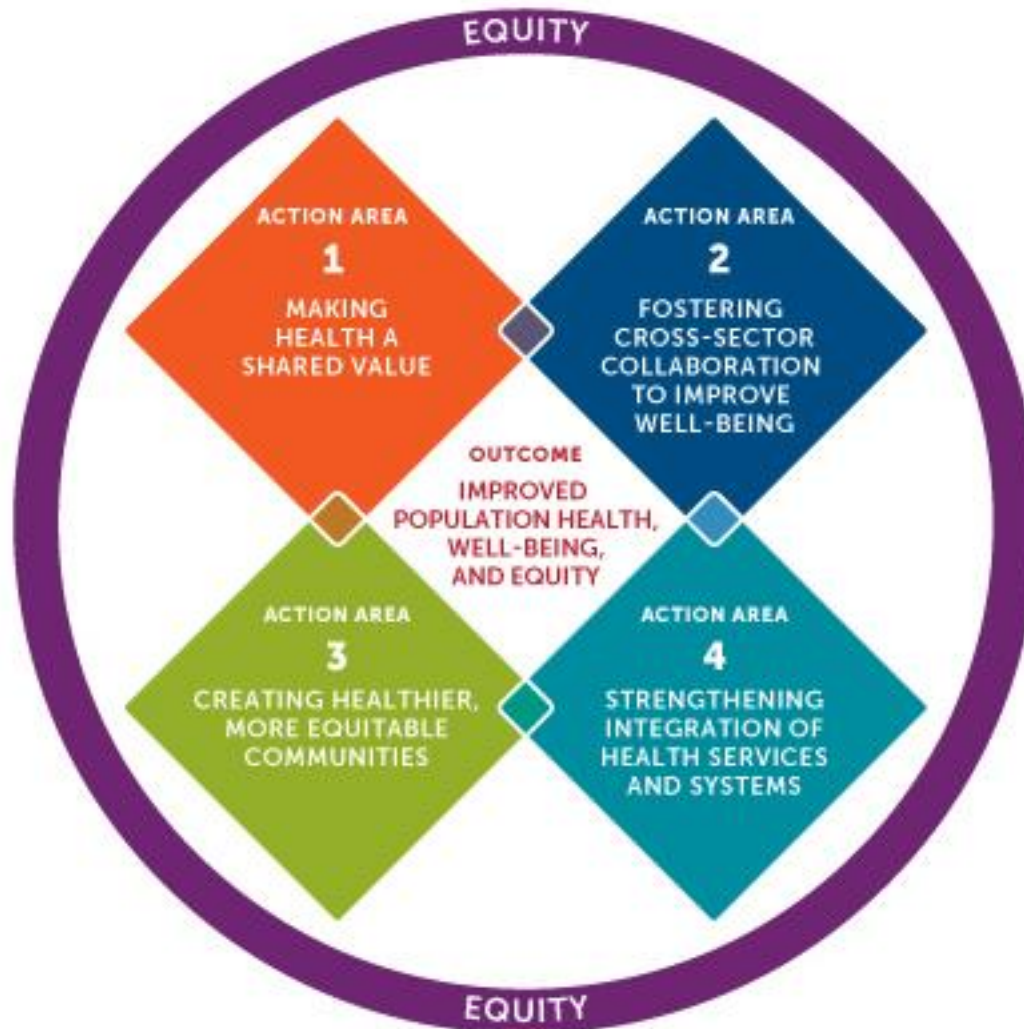 EQUITY
ACTION AREA
1
MAKING
HEALTH A
SHARED VALUE
ACTION AREA
2
FOSTERING
CROSS-SECTOR
COLLABORATION
TO IMPROVE
WELL-BEING
OUTCOME
IMPROVED
POPULATION HEALTH,
WELL-BEING,
AND EQUITY
ACTION AREA
3
CREATING HEALTHIER,
MORE EQUITABLE
COMMUNITIES
ACTION AREA
4
STRENGTHENING
INTEGRATION OF
HEALTH SERVICES
AND SYSTEMS
EQUITY